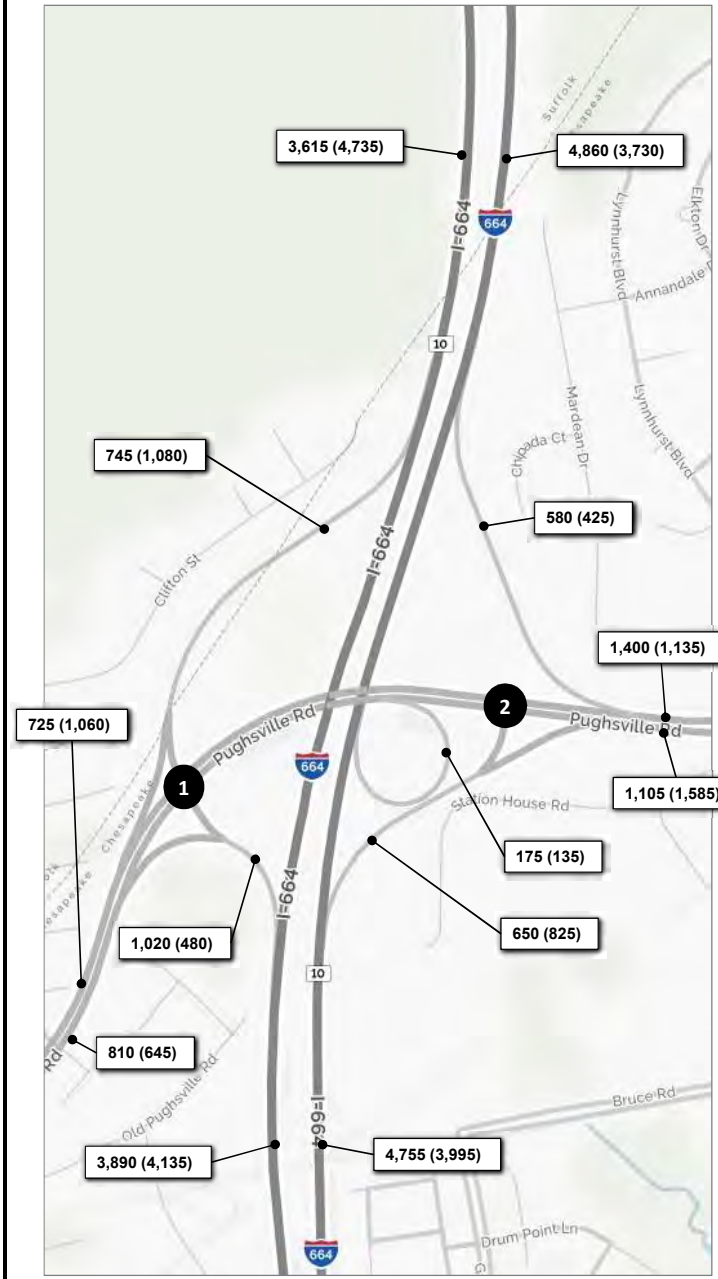 Suffolk
Chesapeake
3,615 (4,735)
4,860 (3,730)
Lynnhurst Blvd
Elkton Dr
I-664
664
Annandale D
10
Mardean Dr
Lynnhurst Blvd
Chipada Ct
745 (1,080)
580 (425)
I-664
Clifton St
1,400 (1,135)
2
725 (1,060)
Pughsville Rd
Pughsville Rd
664
1
1,105 (1,585)
Station House Rd
Chesapeake
175 (135)
I-664
650 (825)
1,020 (480)
10
810 (645)
Rd
Old Pughsville Rd
I-664
Bruce Rd
3,890 (4,135)
4,755 (3,995)
Drum Point Ln
664
G